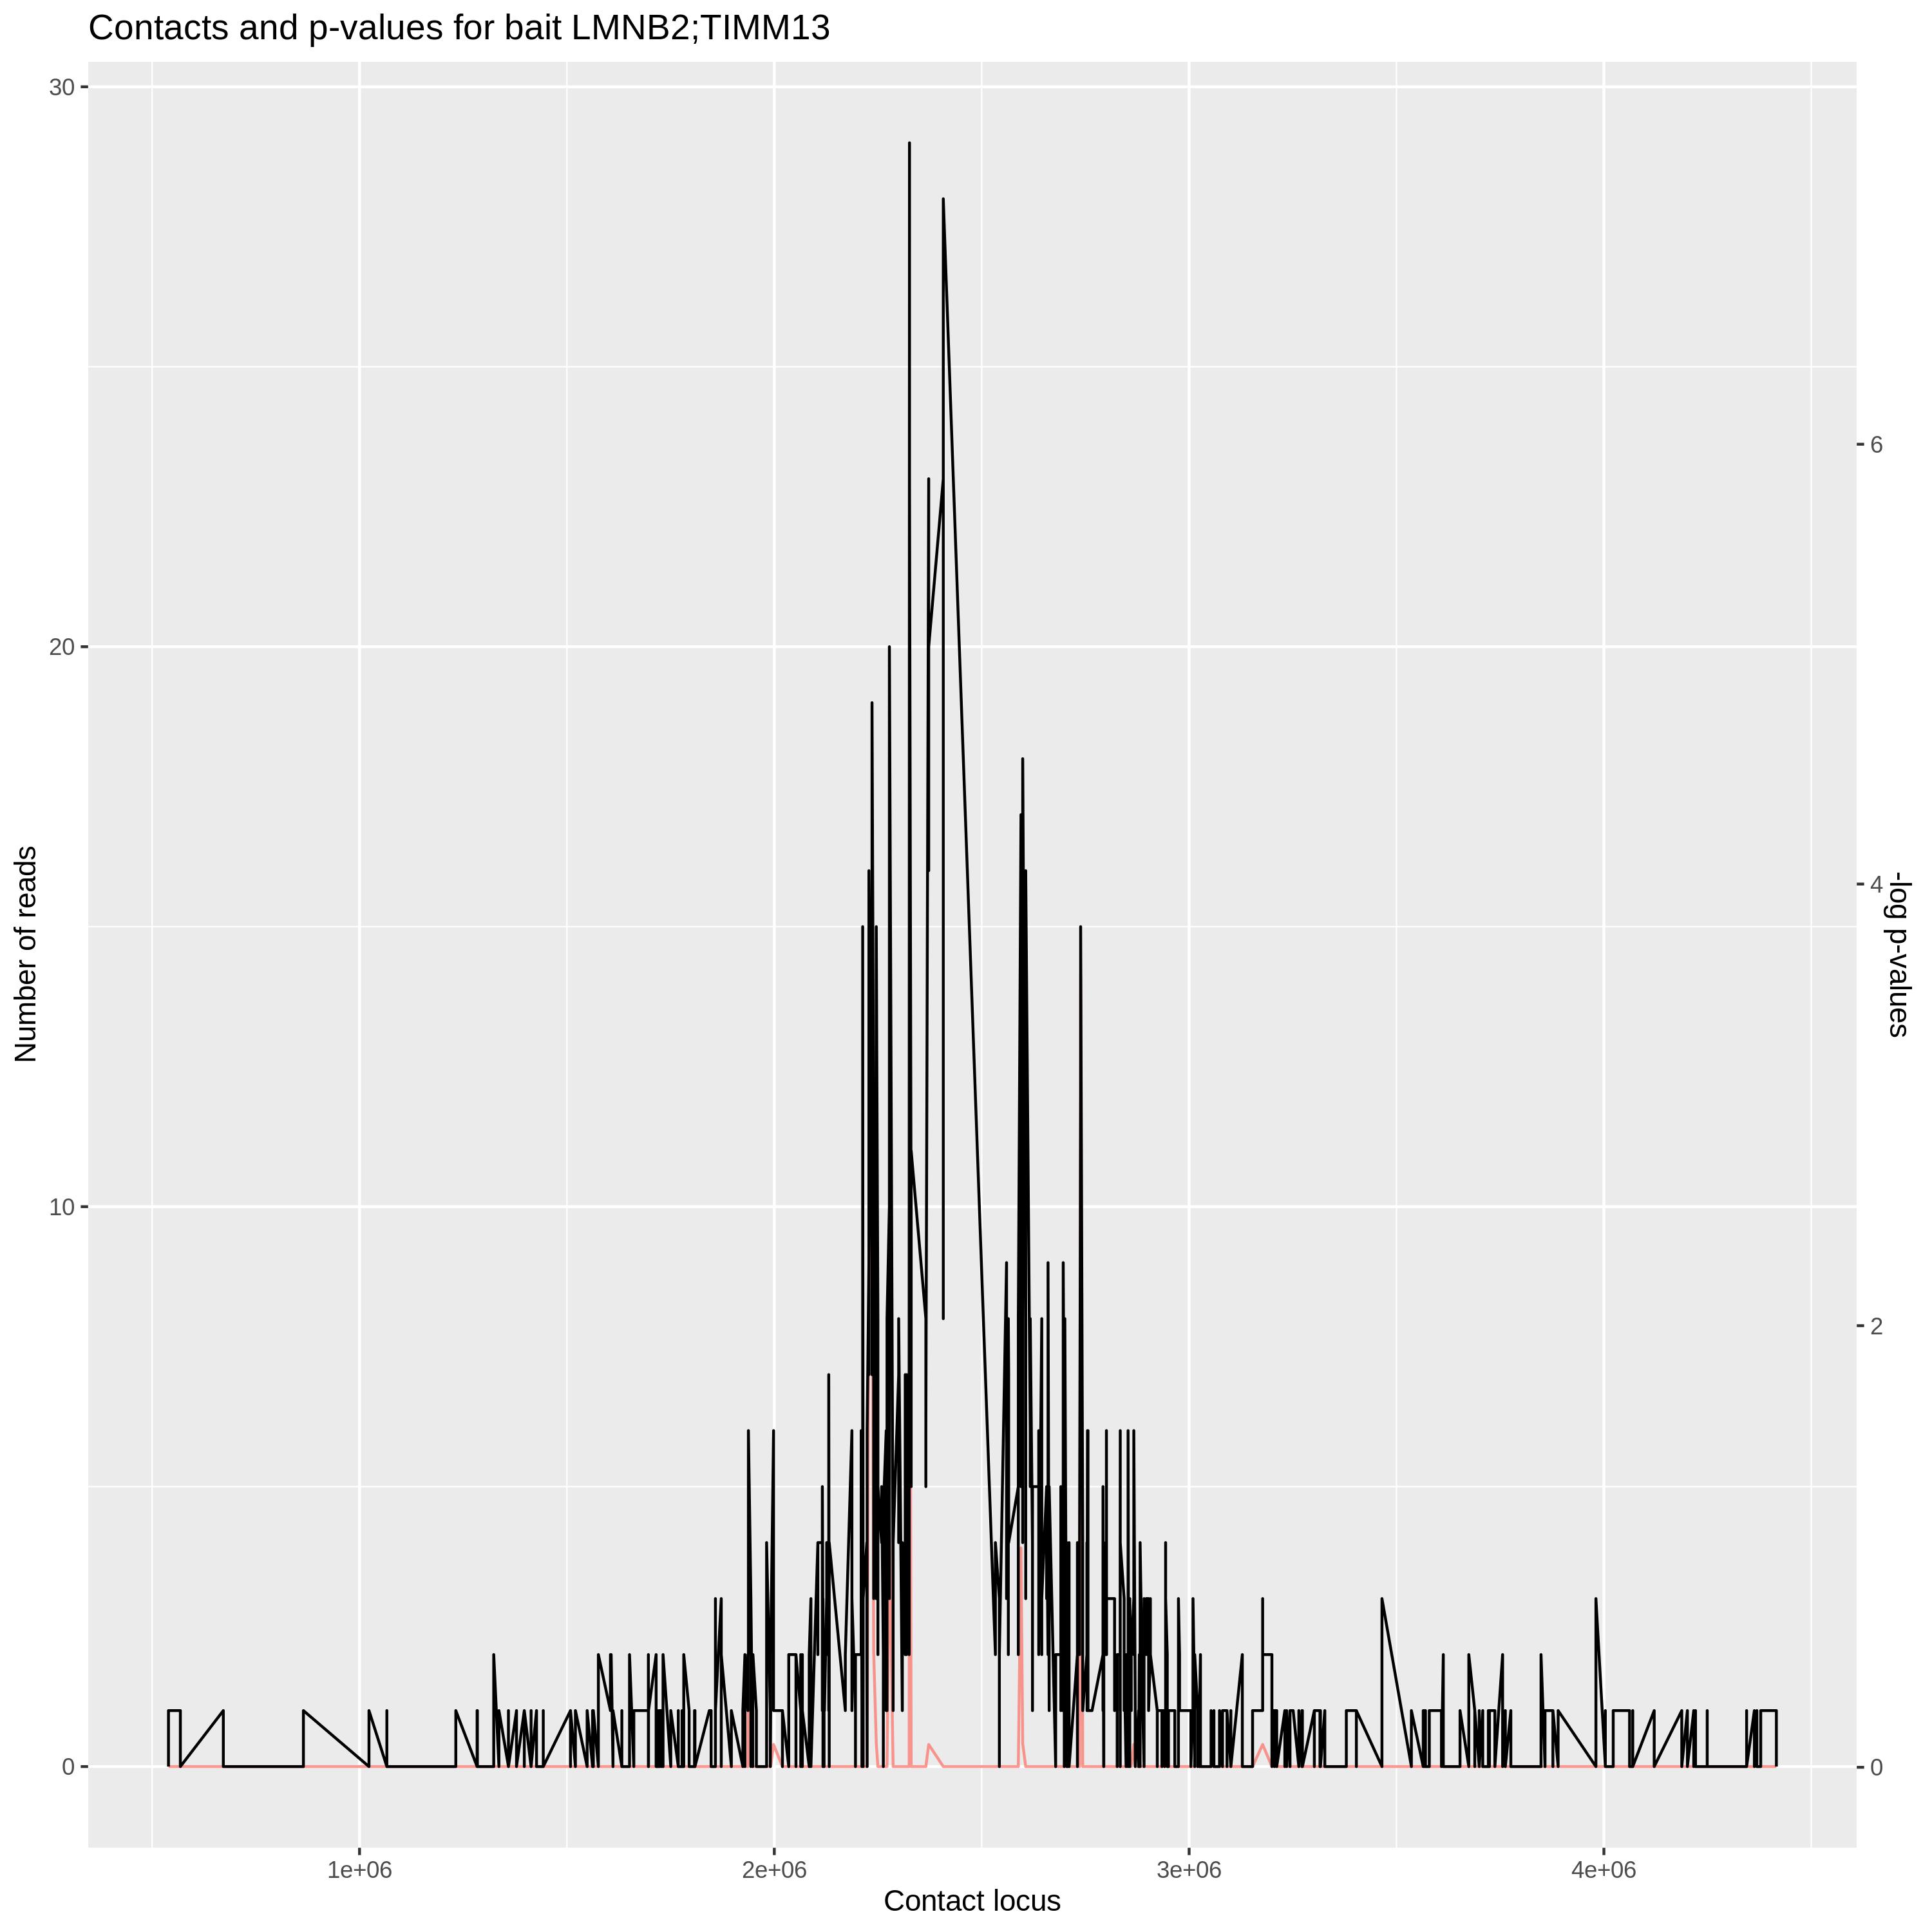 Contacts and p-values for bait LMNB2;TIMM13
30
20
10
0
Number of reads
6
4
2
0
-log p-values
1e+06
2e+06
3e+06
4e+06
Contact locus